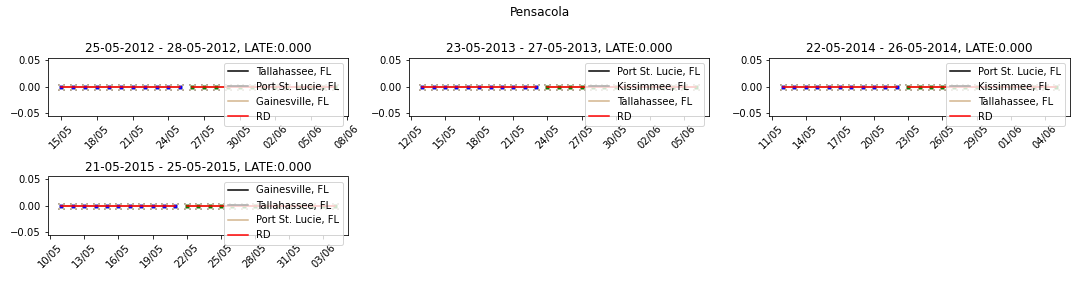 Pensacola
25-05-2012 - 28-05-2012, LATE:0.000
0.05
0.00
−0.05
Tallahassee, FL
Port St. Lucie, FL
Gainesville, FL
RD
15/05 18/05 21/05 24/05 27/05 30/05 02/06 05/06 08/06
23-05-2013 - 27-05-2013, LATE:0.000
0.05
0.00
−0.05
Port St. Lucie, FL
Kissimmee, FL
Tallahassee, FL
RD
12/05 15/05 18/05 21/05 24/05 27/05 30/05 02/06 05/06
22-05-2014 - 26-05-2014, LATE:0.000
0.05
0.00
−0.05
Port St. Lucie, FL
Kissimmee, FL
Tallahassee, FL
RD
11/05 14/05 17/05 20/05 23/05 26/05 29/05 01/06 04/06
21-05-2015 - 25-05-2015, LATE:0.000
0.05
0.00
−0.05
Gainesville, FL
Tallahassee, FL
Port St. Lucie, FL
RD
10/05 13/05 16/05 19/05 22/05 25/05 28/05 31/05 03/06